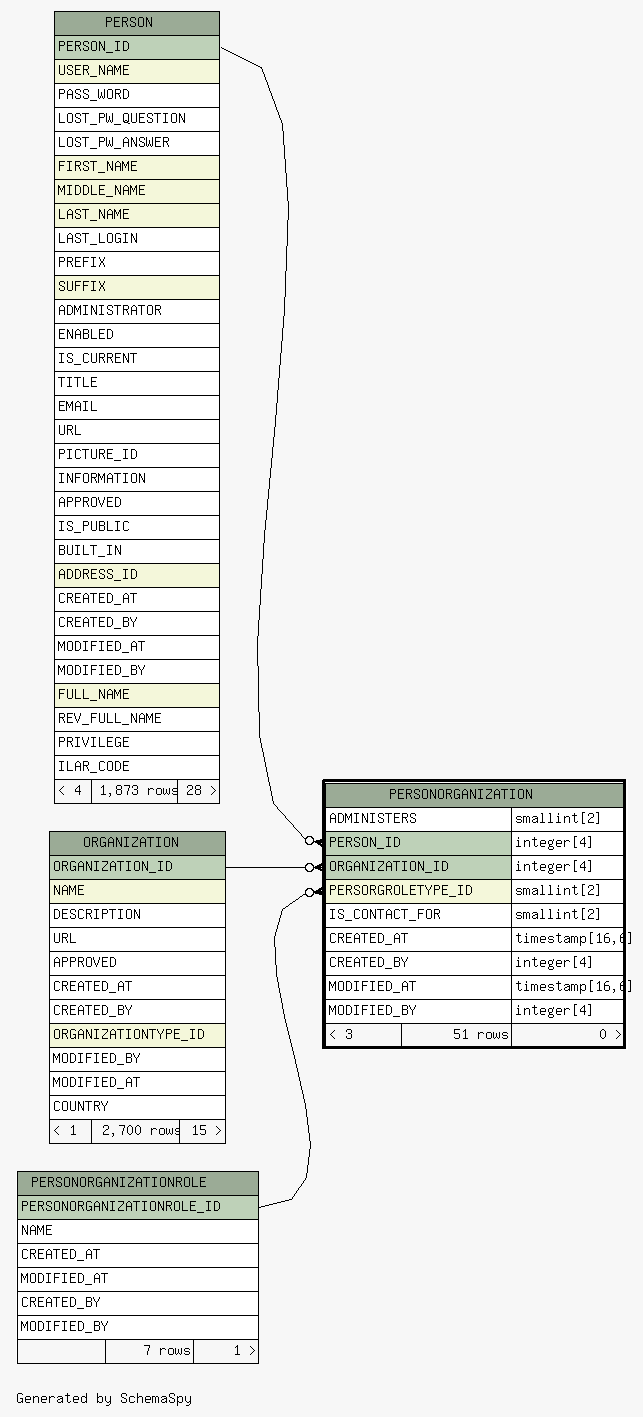 PERSON
PERSON_ID
USER_NAME
PASS_WORD
LOST_PW_QUESTION
LOST_PW_ANSWER
FIRST_NAME
MIDDLE_NAME
LAST_NAME
LAST_LOGIN
PREFIX
SUFFIX
ADMINISTRATOR
ENABLED
IS_CURRENT
TITLE
EMAIL
URL
PICTURE_ID
INFORMATION
APPROVED
IS_PUBLIC
BUILT_IN
ADDRESS_ID
CREATED_AT
CREATED_BY
MODIFIED_AT
MODIFIED_BY
FULL_NAME
REV_FULL_NAME
PRIVILEGE
ILAR_CODE
< 4 1,873 rows 28 >
ORGANIZATION
ORGANIZATION_ID
NAME
DESCRIPTION
URL
APPROVED
CREATED_AT
CREATED_BY
ORGANIZATIONTYPE_ID
MODIFIED_BY
MODIFIED_AT
COUNTRY
< 1 2,700 rows 15 >
PERSONORGANIZATIONROLE
PERSONORGANIZATIONROLE_ID
NAME
CREATED_AT
MODIFIED_AT
CREATED_BY
MODIFIED_BY
7 rows 1 >
PERSONORGANIZATION
ADMINISTERS smallint[2]
PERSON_ID integer[4]
ORGANIZATION_ID integer[4]
PERSORGROLETYPE_ID smallint[2]
IS_CONTACT_FOR smallint[2]
CREATED_AT timestamp[16,6]
CREATED_BY integer[4]
MODIFIED_AT timestamp[16,6]
MODIFIED_BY integer[4]
< 3 51 rows 0 >
Generated by SchemaSpy